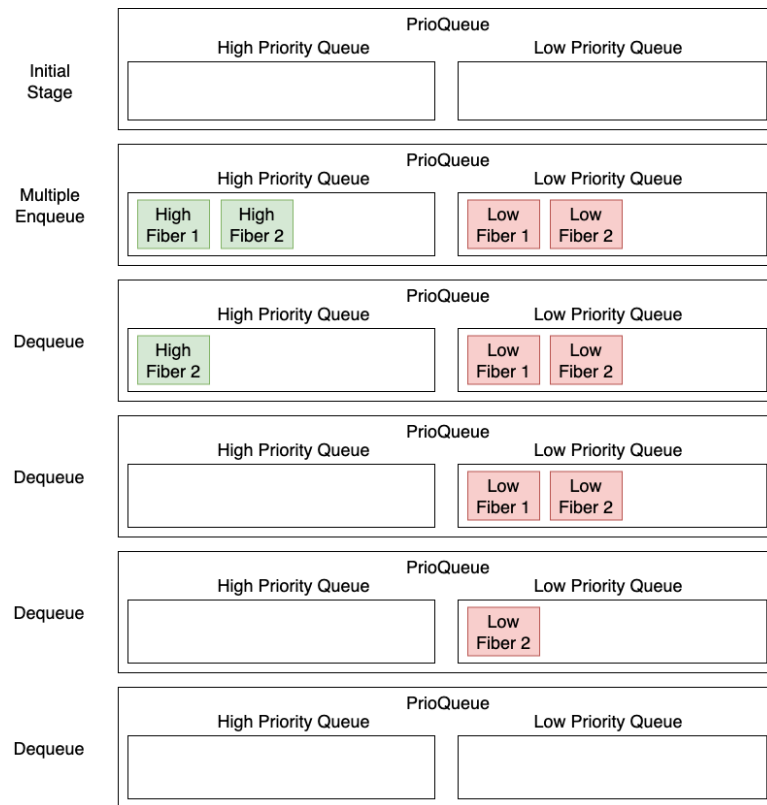 PrioQueue
High Priority Queue Low Priority Queue
Initial
Stage
PrioQueue
High Priority Queue Low Priority Queue
Multiple
Enqueue
High
Fiber 1
High
Fiber 2
Low
Fiber 1
Low
Fiber 2
PrioQueue
High Priority Queue Low Priority Queue
Dequeue
High
Fiber 2
Low
Fiber 1
Low
Fiber 2
PrioQueue
High Priority Queue Low Priority Queue
Dequeue
Low
Fiber 1
Low
Fiber 2
PrioQueue
High Priority Queue Low Priority Queue
Dequeue
Low
Fiber 2
PrioQueue
High Priority Queue Low Priority Queue
Dequeue